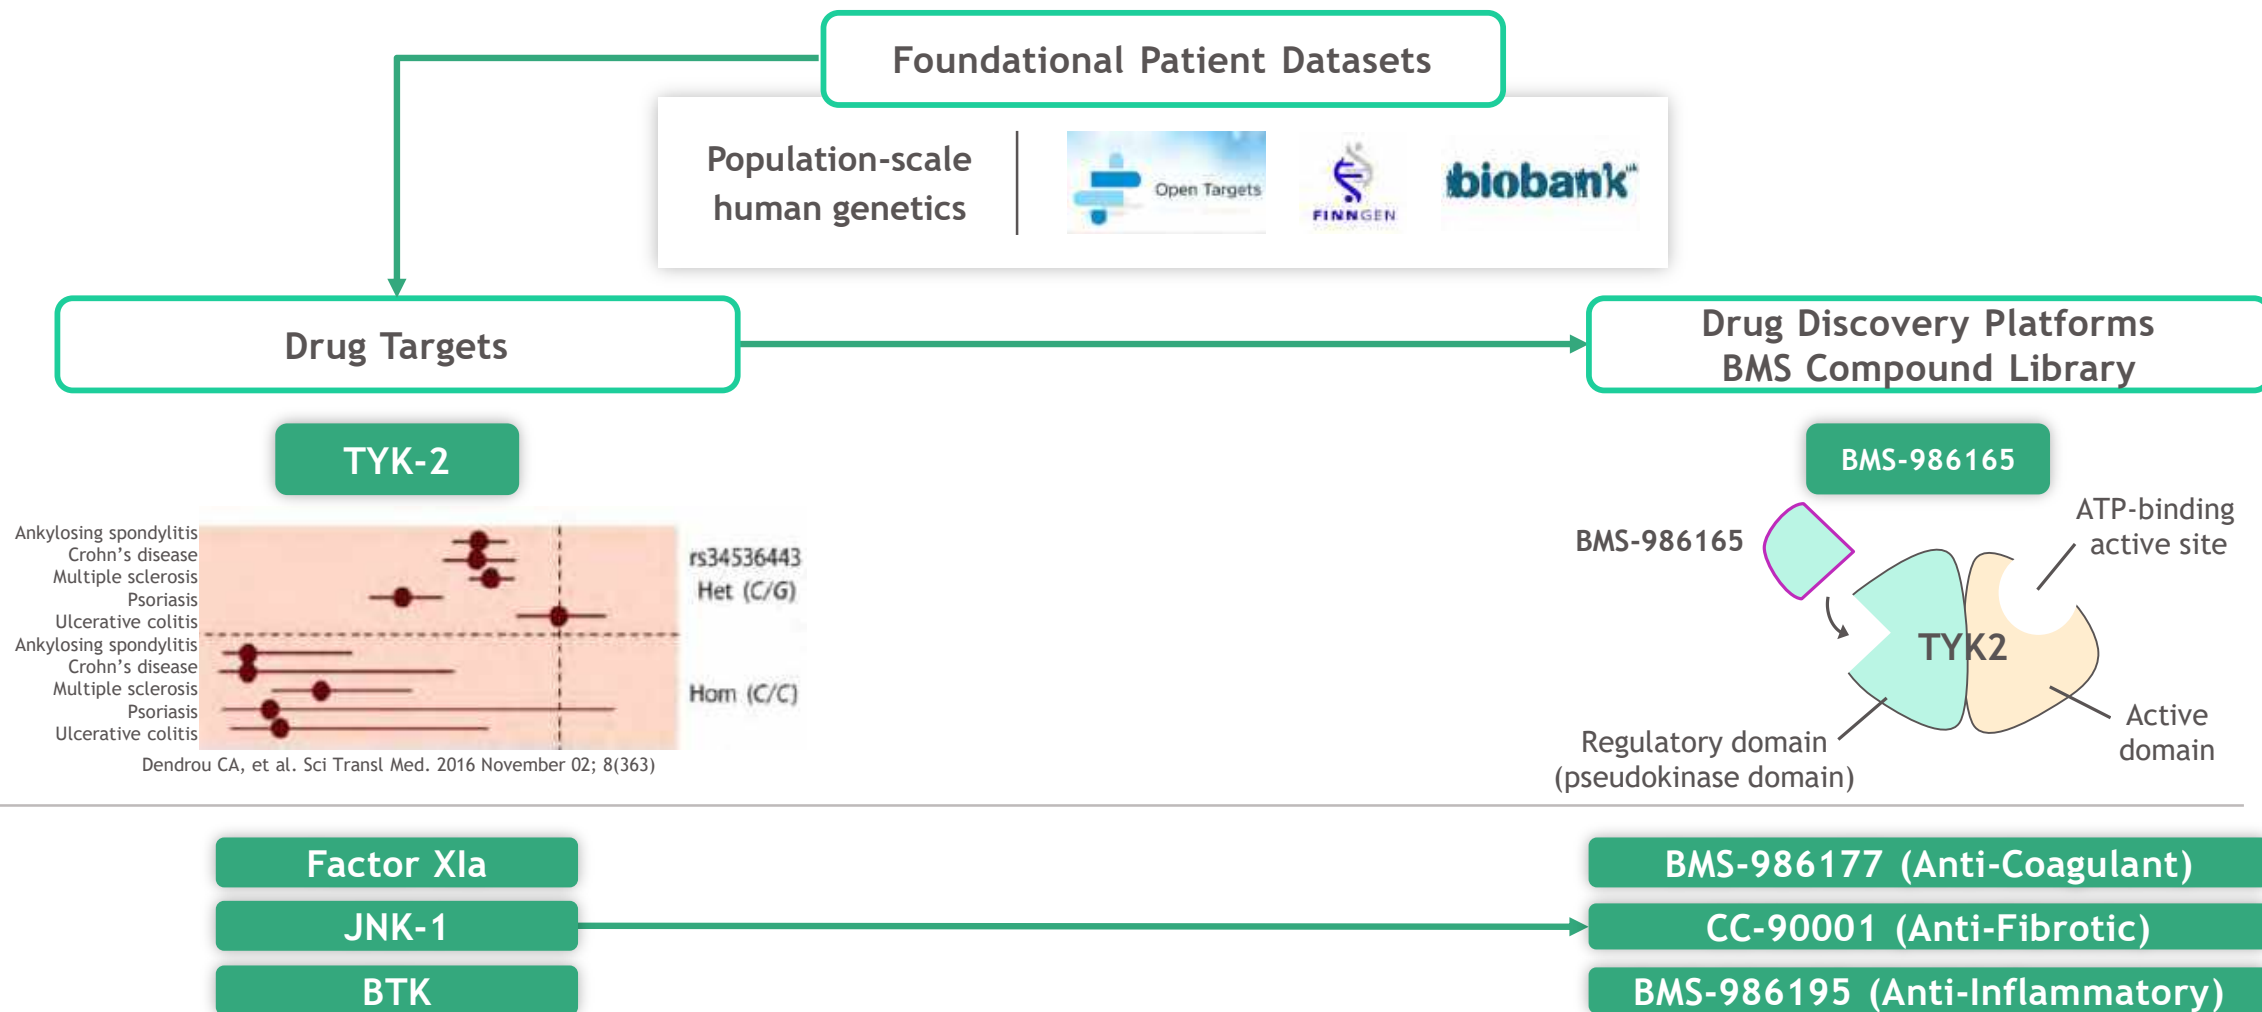 Foundational Patient Datasets
Population-scale
human genetics
Open Targets
FINNGEN
biobank
Drug Targets
Drug Discovery Platforms
BMS Compound Library
TYK-2
Ankylosing spondylitis
Crohn's disease
Multiple sclerosis
Psoriasis
Ulcerative colitis
Ankylosing spondylitis
Crohn's disease
Multiple sclerosis
Psoriasis
Ulcerative colitis
rs34536443
Het (C/G)
Hom (C/C)
Dendrou CA, et al. Sci Transl Med. 2016 November 02; 8(363)
BMS-986165
BMS-986165
ATP-binding
active site
TYK2
Regulatory domain
(pseudokinase domain)
Active
domain
Factor XIa
BMS-986177 (Anti-Coagulant)
JNK-1
CC-90001 (Anti-Fibrotic)
BTK
BMS-986195 (Anti-Inflammatory)